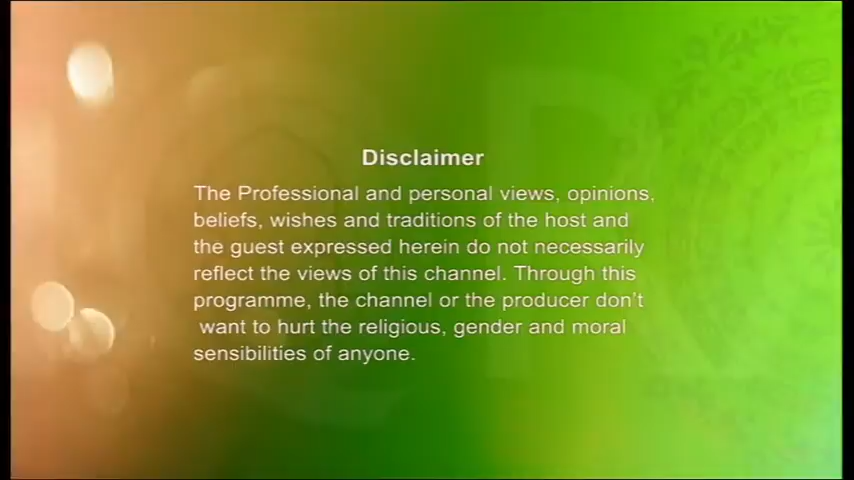 Disclaimer
The Professional and personal views, opinions,
beliefs, wishes and traditions of the host and
the guest expressed herein do not necessarily
reflect the views of this channel. Through this
programme, the channel or the producer don't
want to hurt the religious, gender and moral
sensibilities of anyone.